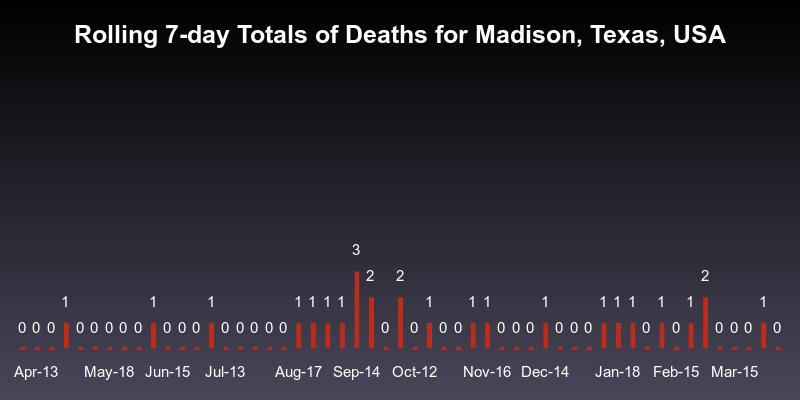 Rolling 7-day Totals of Deaths for Madison, Texas, USA
3
2 2 2
1 1 1 1 1 1 1 1 1 1 1 1 1 1 1 1 1
0 0 0 0 0 0 0 0 0 0 0 0 0 0 0 0 0 0 0 0 0 0 0 0 0 0 0 0 0 0 0 0
Apr-13 May-18 Jun-15 Jul-13 Aug-17 Sep-14 Oct-12 Nov-16 Dec-14 Jan-18 Feb-15 Mar-15